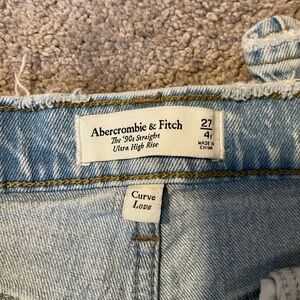 Abercrombie & Fitch
The '90s Straight
Ultra High Rise
27
4
MADE IN
CHINA
Curve
Love